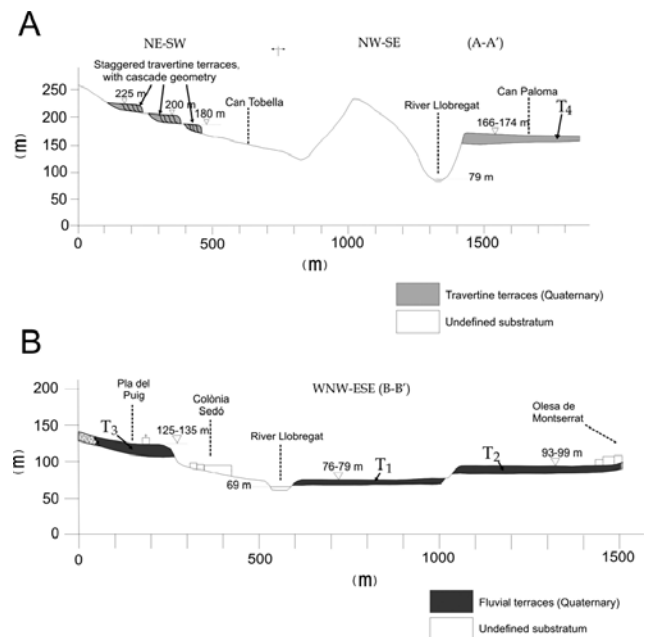 A
NE-SW
NW-SE
(A-A')
Staggered travertine terraces,
with cascade geometry
225 m
200 m
180 m
Can Tobella
River Llobregat
Can Paloma
166-174 m
T4
79 m
250
200
150
100
50
0
(m)
0
500
1000
1500
(m)
Travertine terraces (Quaternary)
Undefined substratum
B
WNW-ESE (B-B')
Pla del
Puig
Colònia
Sedó
River Llobregat
Olesa de
Montserrat
T3
125-135 m
69 m
76-79 m
T1
T2
93-99 m
200
150
100
50
0
(m)
0
500
1000
1500
(m)
Fluvial terraces (Quaternary)
Undefined substratum